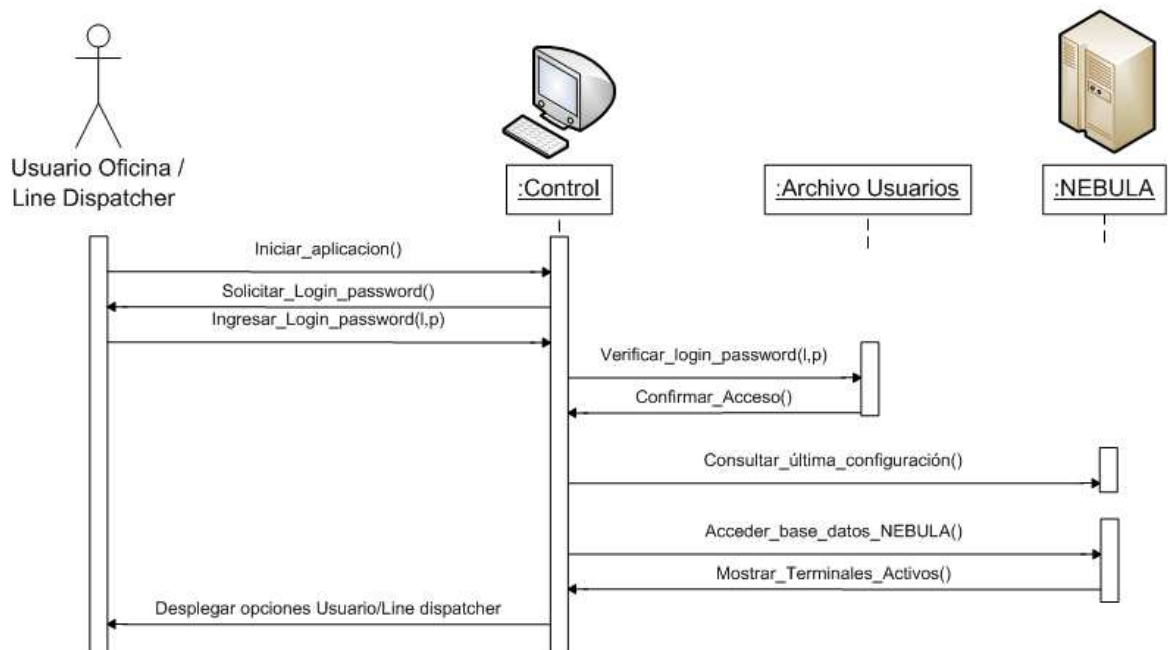 Usuario Oficina /
Line Dispatcher
:Control
:Archivo Usuarios
:NEBULA
Iniciar_aplicacion()
Solicitar_Login_password()
Ingresar_Login_password(l,p)
Verificar_login_password(l,p)
Confirmar_Acceso()
Consultar_última_configuración()
Acceder_base_datos_NEBULA()
Mostrar_Terminales_Activos()
Desplegar opciones Usuario/Line dispatcher